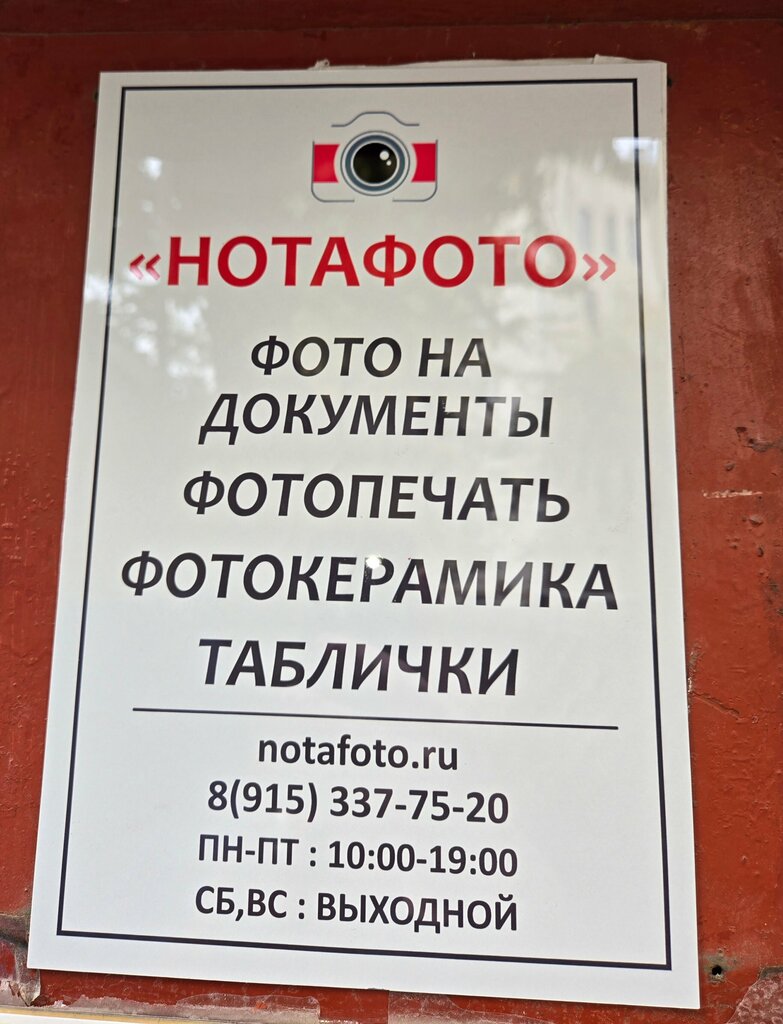 «НОТАФОТО»
ФОТО НА
ДОКУМЕНТЫ
ФОТОПЕЧАТЬ
ФОТОКЕРАМИКА
ТАБЛИЧКИ
notafoto.ru
8(915) 337-75-20
ПН-ПТ : 10:00-19:00
СБ,ВС : ВЫХОДНОЙ